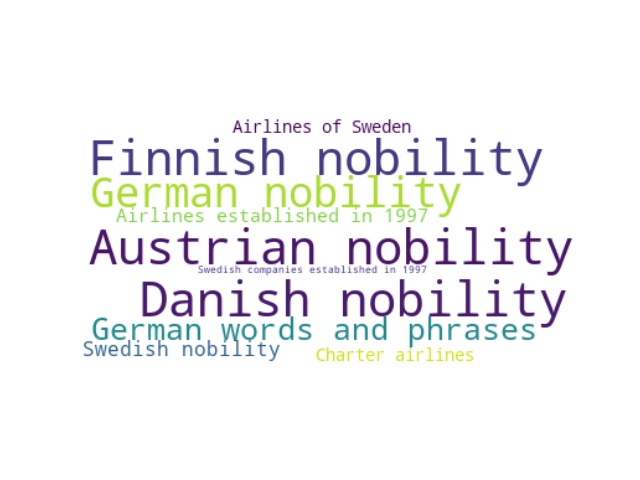 Airlines of Sweden
Finnish nobility
German nobility
Airlines established in 1997
Austrian nobility
Swedish companies established in 1997
Danish nobility
German words and phrases
Swedish nobility
Charter airlines